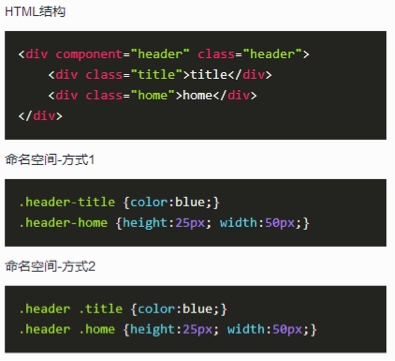 HTML结构
<div component="header" class="header">
    <div class="title">title</div>
    <div class="home">home</div>
</div>
命名空间-方式1
.header-title {color:blue;}
.header-home {height:25px; width:50px;}
命名空间-方式2
.header .title {color:blue;}
.header .home {height:25px; width:50px;}